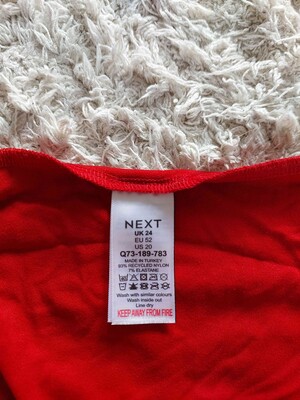 NEXT
UK 24
EU 52
US 20
Q73-189-783
MADE IN TURKEY
93% RECYCLED NYLON
7% ELASTANE
Wash with similar colours
Wash inside out
Line dry
KEEP AWAY FROM FIRE